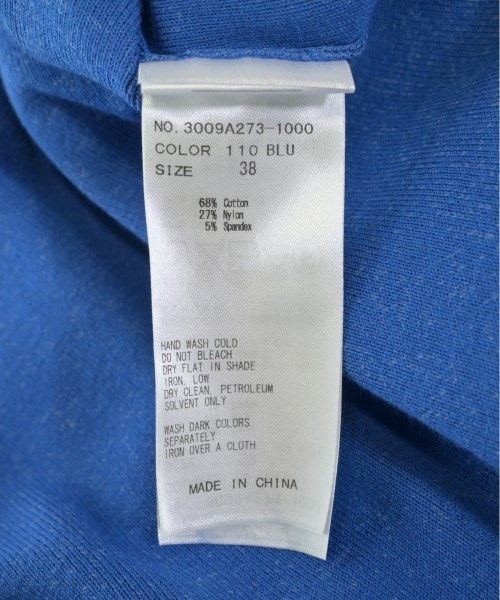 NO. 3009A273-1000
COLOR 110 BLU
SIZE 38
68% Cotton
27% Nylon
5% Spandex
HAND WASH COLD
DO NOT BLEACH
DRY FLAT IN SHADE
IRON, LOW
DRY CLEAN, PETROLEUM
SOLVENT ONLY
WASH DARK COLORS
SEPARATELY
IRON OVER A CLOTH
MADE IN CHINA